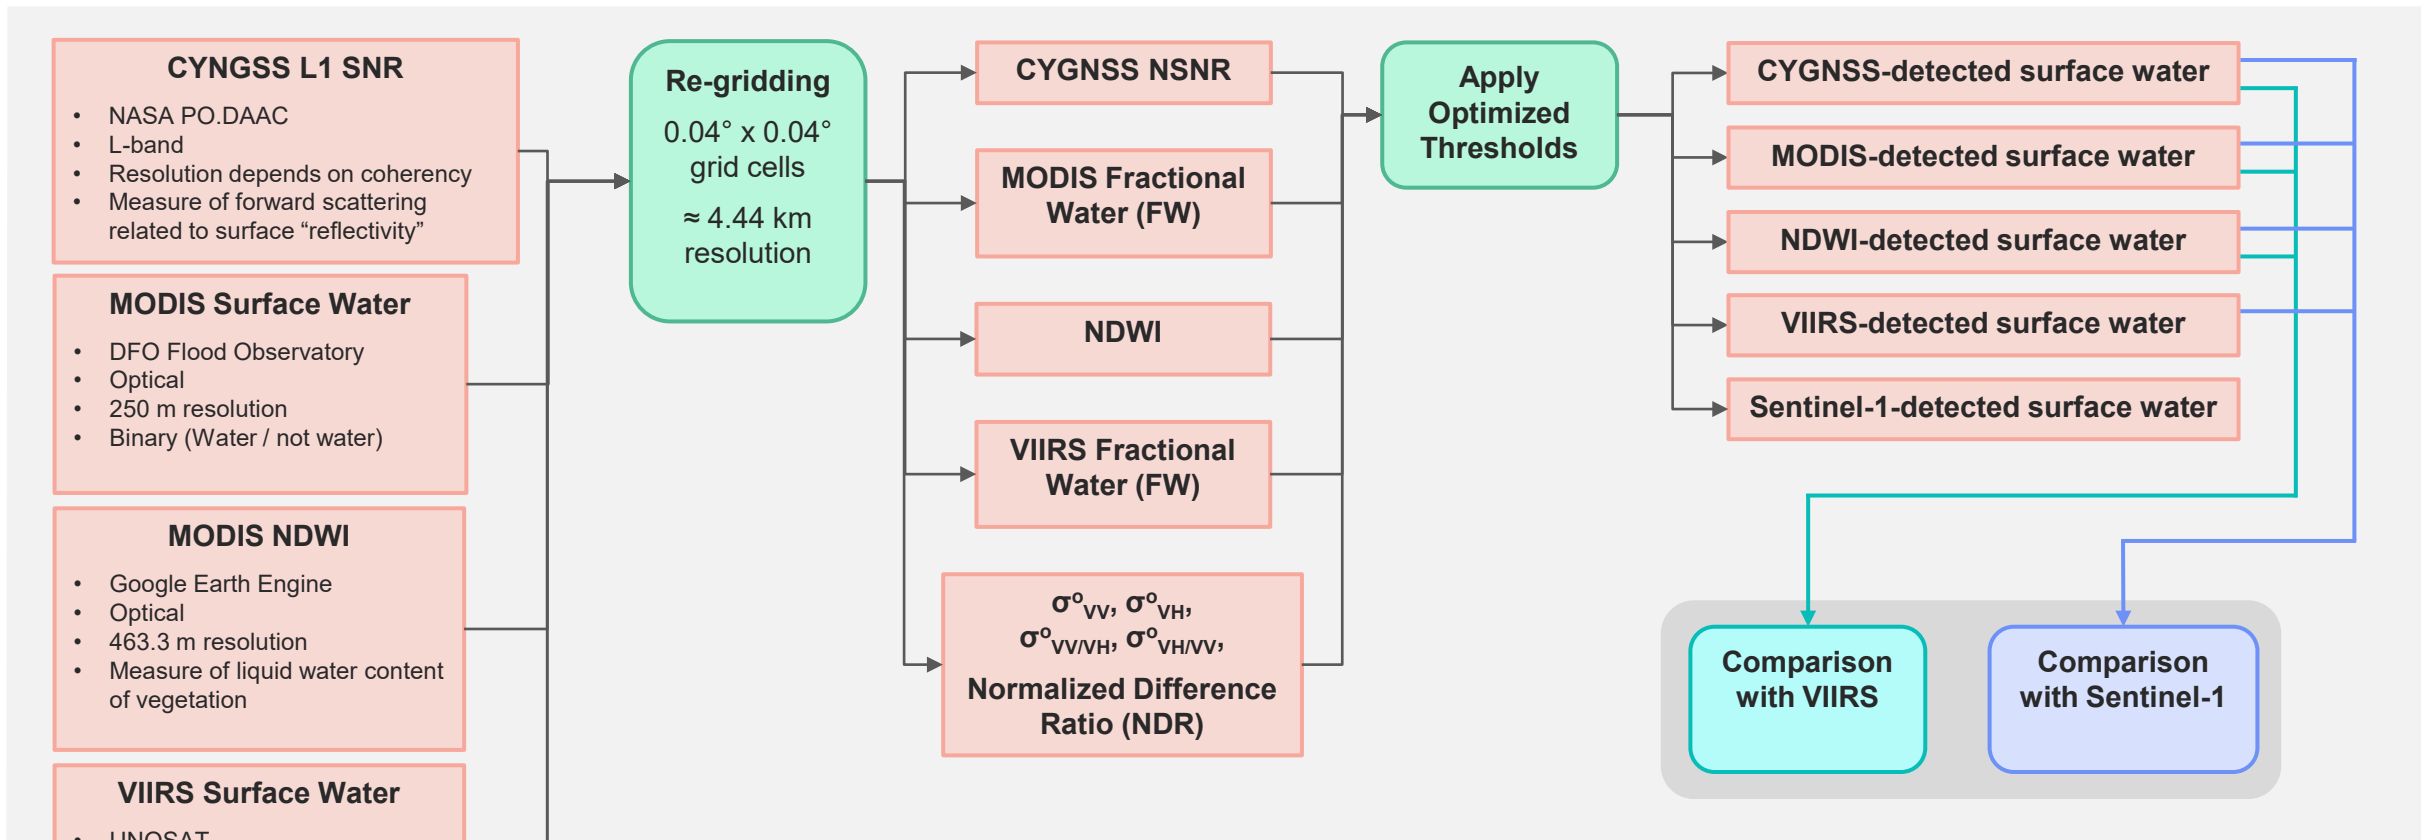 CYNGSS L1 SNR
• NASA PO.DAAC
• L-band
• Resolution depends on coherency
• Measure of forward scattering
related to surface “reflectivity”
MODIS Surface Water
• DFO Flood Observatory
• Optical
• 250 m resolution
• Binary (Water / not water)
MODIS NDWI
• Google Earth Engine
• Optical
• 463.3 m resolution
• Measure of liquid water content
of vegetation
VIIRS Surface Water
• UNOSAT
Re-gridding
0.04° x 0.04°
grid cells
≈ 4.44 km
resolution
CYGNSS NSNR
MODIS Fractional
Water (FW)
NDWI
VIIRS Fractional
Water (FW)
σ°VV, σ°VH,
σ°VV/VH, σ°VH/VV,
Normalized Difference
Ratio (NDR)
Apply
Optimized
Thresholds
CYGNSS-detected surface water
MODIS-detected surface water
NDWI-detected surface water
VIIRS-detected surface water
Sentinel-1-detected surface water
Comparison
with VIIRS
Comparison
with Sentinel-1